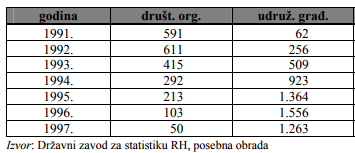 godina društ. org. udruž. građ.
1991. 591 62
1992. 611 256
1993. 415 509
1994. 292 923
1995. 213 1.364
1996. 103 1.556
1997. 50 1.263
Izvor: Državni zavod za statistiku RH, posebna obrada